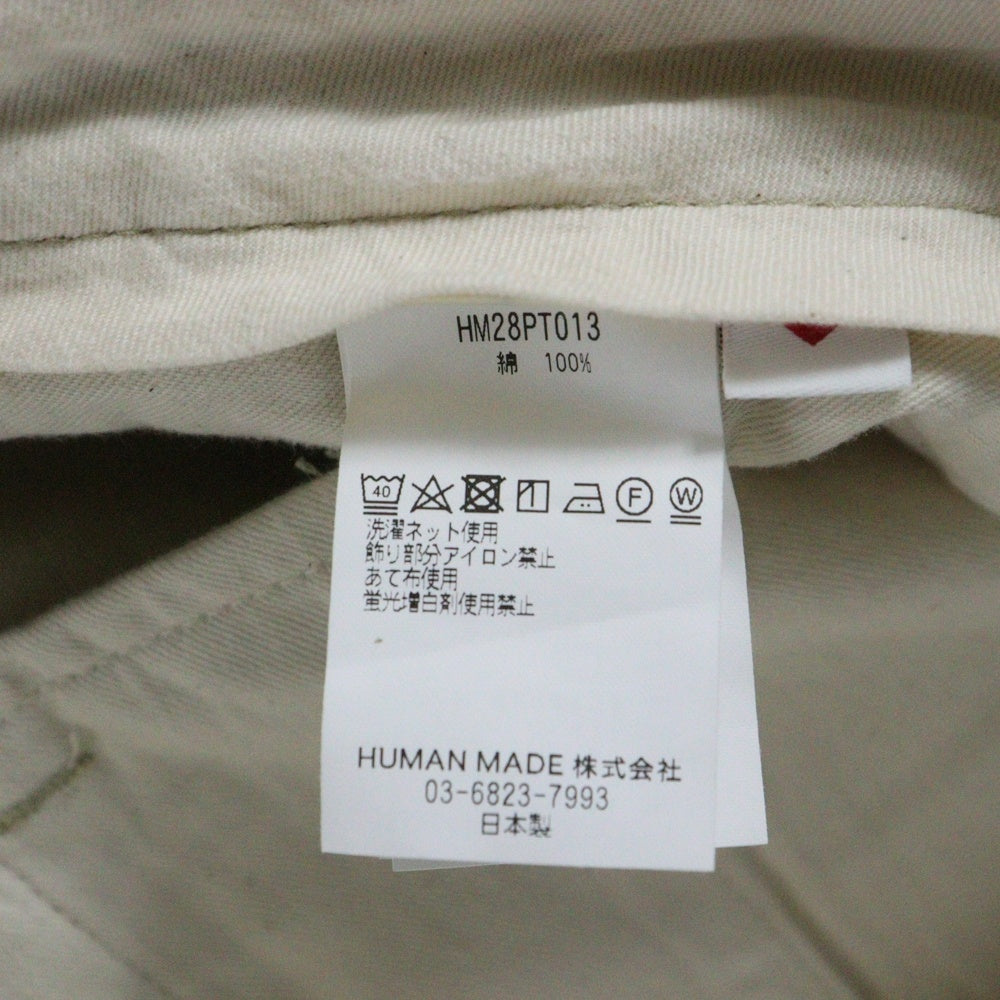 HM28PT013
綿 100%
40 F W
洗濯ネット使用
飾り部分アイロン禁止
あて布使用
蛍光増白剤使用禁止
HUMAN MADE 株式会社
03-6823-7993
日本製